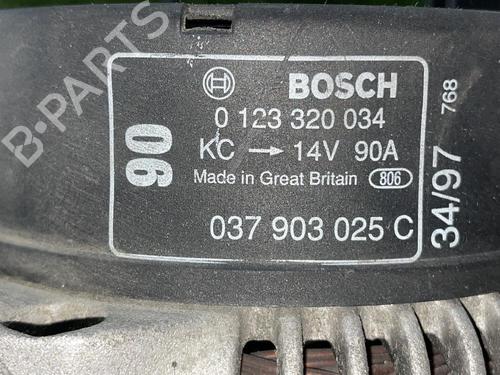 B-PARTS
BOSCH
90
0 123 320 034
KC → 14V 90A
Made in Great Britain 806
037 903 025 C
34/97 768